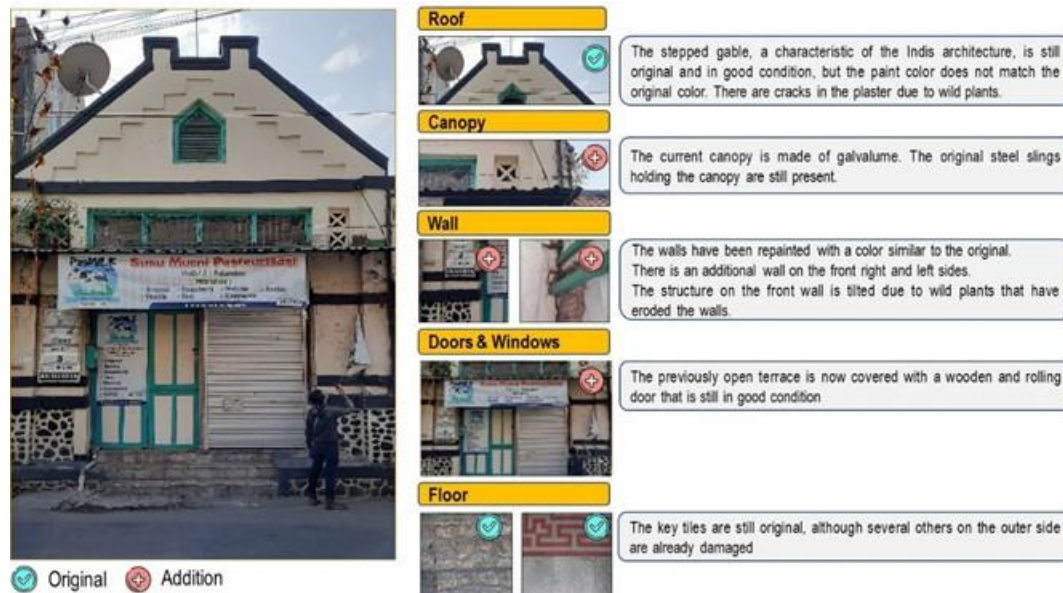 Roof
The stepped gable, a characteristic of the Indis architecture, is still
original and in good condition, but the paint color does not match the
original color. There are cracks in the plaster due to wild plants.
Canopy
The current canopy is made of galvalume. The original steel slings
holding the canopy are still present.
Wall
The walls have been repainted with a color similar to the original.
There is an additional wall on the front right and left sides.
The structure on the front wall is tilted due to wild plants that have
eroded the walls.
Doors & Windows
The previously open terrace is now covered with a wooden and rolling
door that is still in good condition
Floor
The key tiles are still original, although several others on the outer side
are already damaged
Susu Murni Pasteurisasi
3
Original
Addition